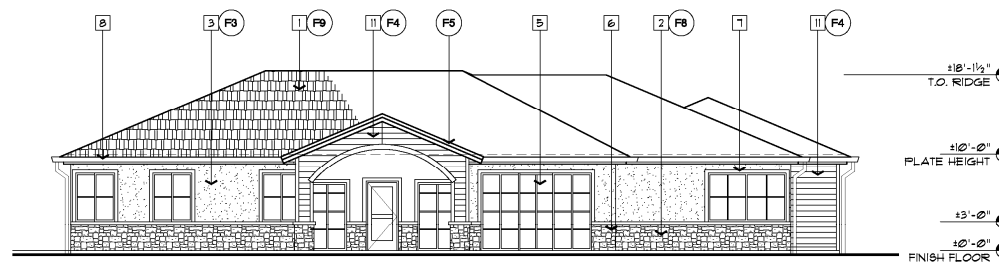 8 3 F3 1 F9 11 F4 F5 5 6 2 F8 7 11 F4
±18'-1½"
T.O. RIDGE
±10'-0"
PLATE HEIGHT
±3'-0"
±0'-0"
FINISH FLOOR